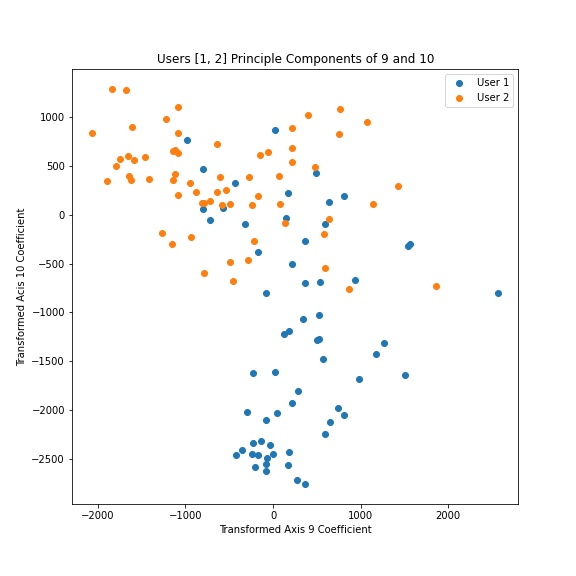 Users [1, 2] Principle Components of 9 and 10
User 1
User 2
Transformed Acis 10 Coefficient
1000
500
0
−500
−1000
−1500
−2000
−2500
−2000
−1000
0
1000
2000
Transformed Axis 9 Coefficient